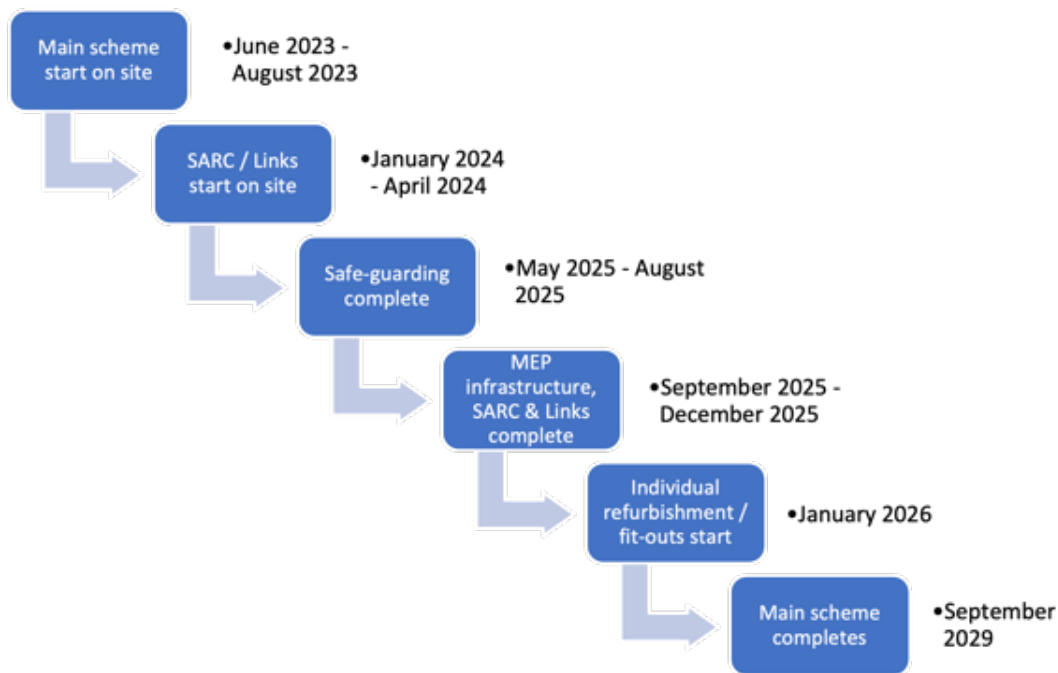 Main scheme
start on site
•June 2023 -
August 2023
SARC / Links
start on site
•January 2024
- April 2024
Safe-guarding
complete
•May 2025 - August
2025
MEP
infrastructure,
SARC & Links
complete
•September 2025 -
December 2025
Individual
refurbishment /
fit-outs start
•January 2026
Main scheme
completes
•September
2029